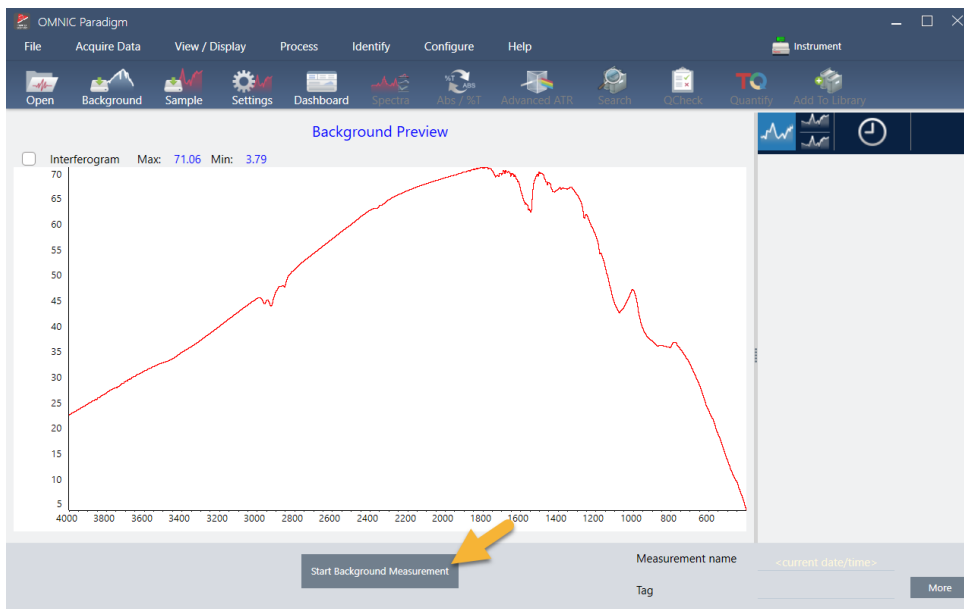 OMNIC Paradigm
File Acquire Data View / Display Process Identify Configure Help Instrument
Open Background Sample Settings Dashboard Spectra Abs / %T Advanced ATR Search QCheck Quantify Add To Library
%T ABS
TQ
Background Preview
Interferogram Max: 71.06 Min: 3.79
70
65
60
55
50
45
40
35
30
25
20
15
10
5
4000 3800 3600 3400 3200 3000 2800 2600 2400 2200 2000 1800 1600 1400 1200 1000 800 600
Start Background Measurement
Measurement name <current date/time>
Tag
More